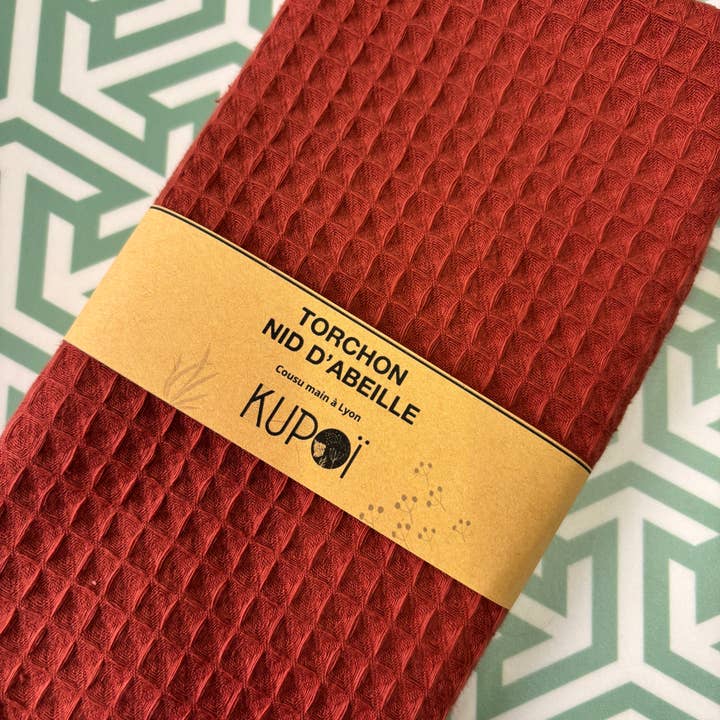 TORCHON
NID D'ABEILLE
Cousu main à Lyon
KUPOÏ